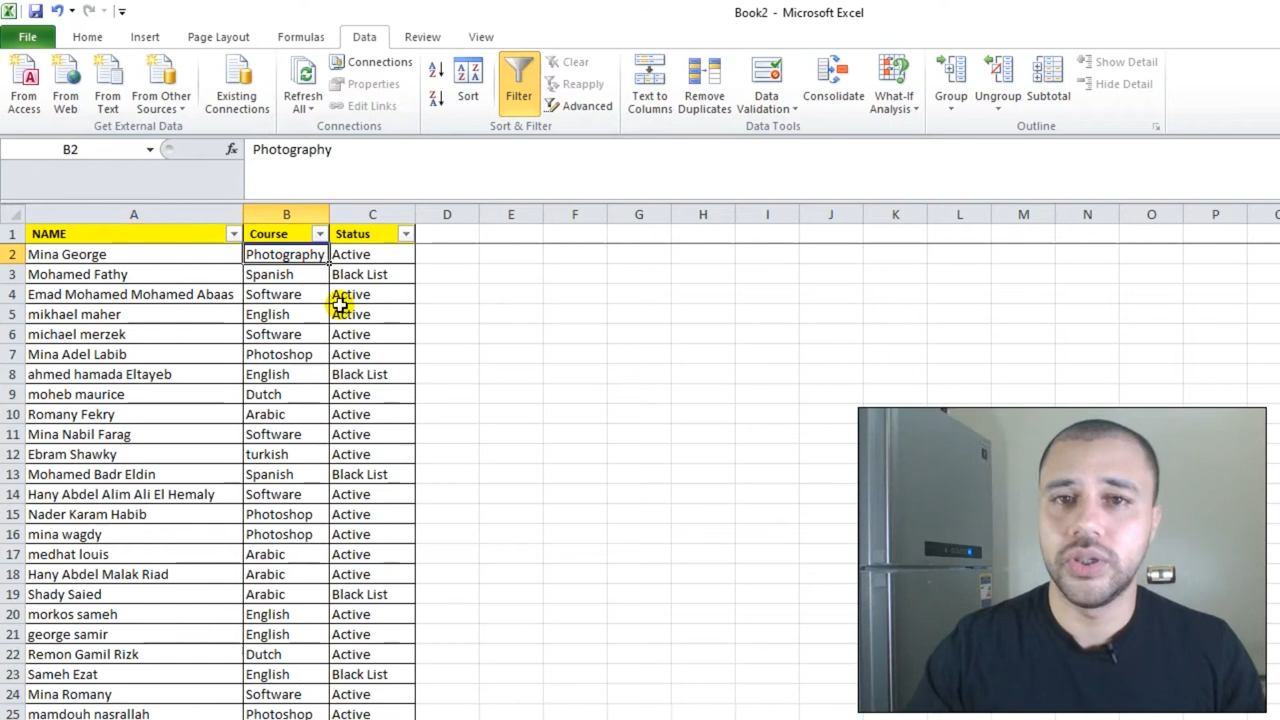 Book2 - Microsoft Excel
File Home Insert Page Layout Formulas Data Review View
From Access
From Web
From Text
From Other Sources
Existing Connections
Get External Data
Refresh All
Connections
Properties
Edit Links
Connections
Sort
Filter
Clear
Reapply
Advanced
Sort & Filter
Text to Columns
Remove Duplicates
Data Validation
Consolidate
What-If Analysis
Data Tools
Group
Ungroup
Subtotal
Show Detail
Hide Detail
Outline
B2 fx Photography
A B C D E F G H I J K L M N O P
1 NAME Course Status
2 Mina George Photography Active
3 Mohamed Fathy Spanish Black List
4 Emad Mohamed Mohamed Abaas Software Active
5 mikhael maher English Active
6 michael merzek Software Active
7 Mina Adel Labib Photoshop Active
8 ahmed hamada Eltayeb English Black List
9 moheb maurice Dutch Active
10 Romany Fekry Arabic Active
11 Mina Nabil Farag Software Active
12 Ebram Shawky turkish Active
13 Mohamed Badr Eldin Spanish Black List
14 Hany Abdel Alim Ali El Hemaly Software Active
15 Nader Karam Habib Photoshop Active
16 mina wagdy Photoshop Active
17 medhat louis Arabic Active
18 Hany Abdel Malak Riad Arabic Active
19 Shady Saied Arabic Black List
20 morkos sameh English Active
21 george samir English Active
22 Remon Gamil Rizk Dutch Active
23 Sameh Ezat English Black List
24 Mina Romany Software Active
25 mamdouh nasrallah Photoshop Active